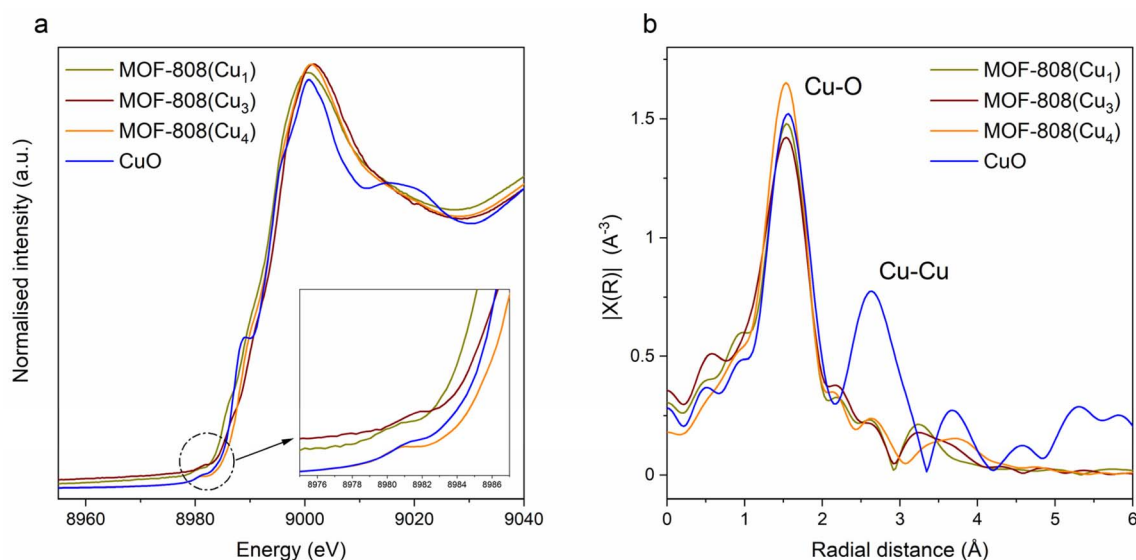 a
MOF-808(Cu₁)
MOF-808(Cu₃)
MOF-808(Cu₄)
CuO
Normalised intensity (a.u.)
8976 8978 8980 8982 8984 8986
8960 8980 9000 9020 9040
Energy (eV)
b
MOF-808(Cu₁)
MOF-808(Cu₃)
MOF-808(Cu₄)
CuO
Cu-O
Cu-Cu
|X(R)| (A⁻³)
1.5
1
0.5
0
0 1 2 3 4 5 6
Radial distance (Å)